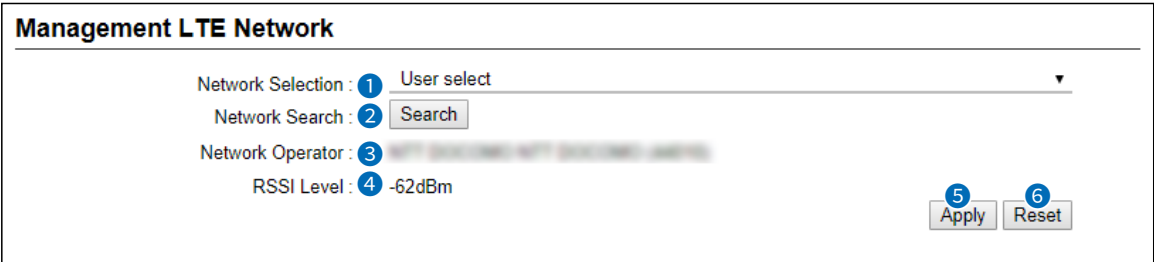 Management LTE Network
Network Selection : 1 User select ▼
Network Search : 2 Search
Network Operator : 3
RSSI Level : 4 -62dBm
5 6
Apply Reset